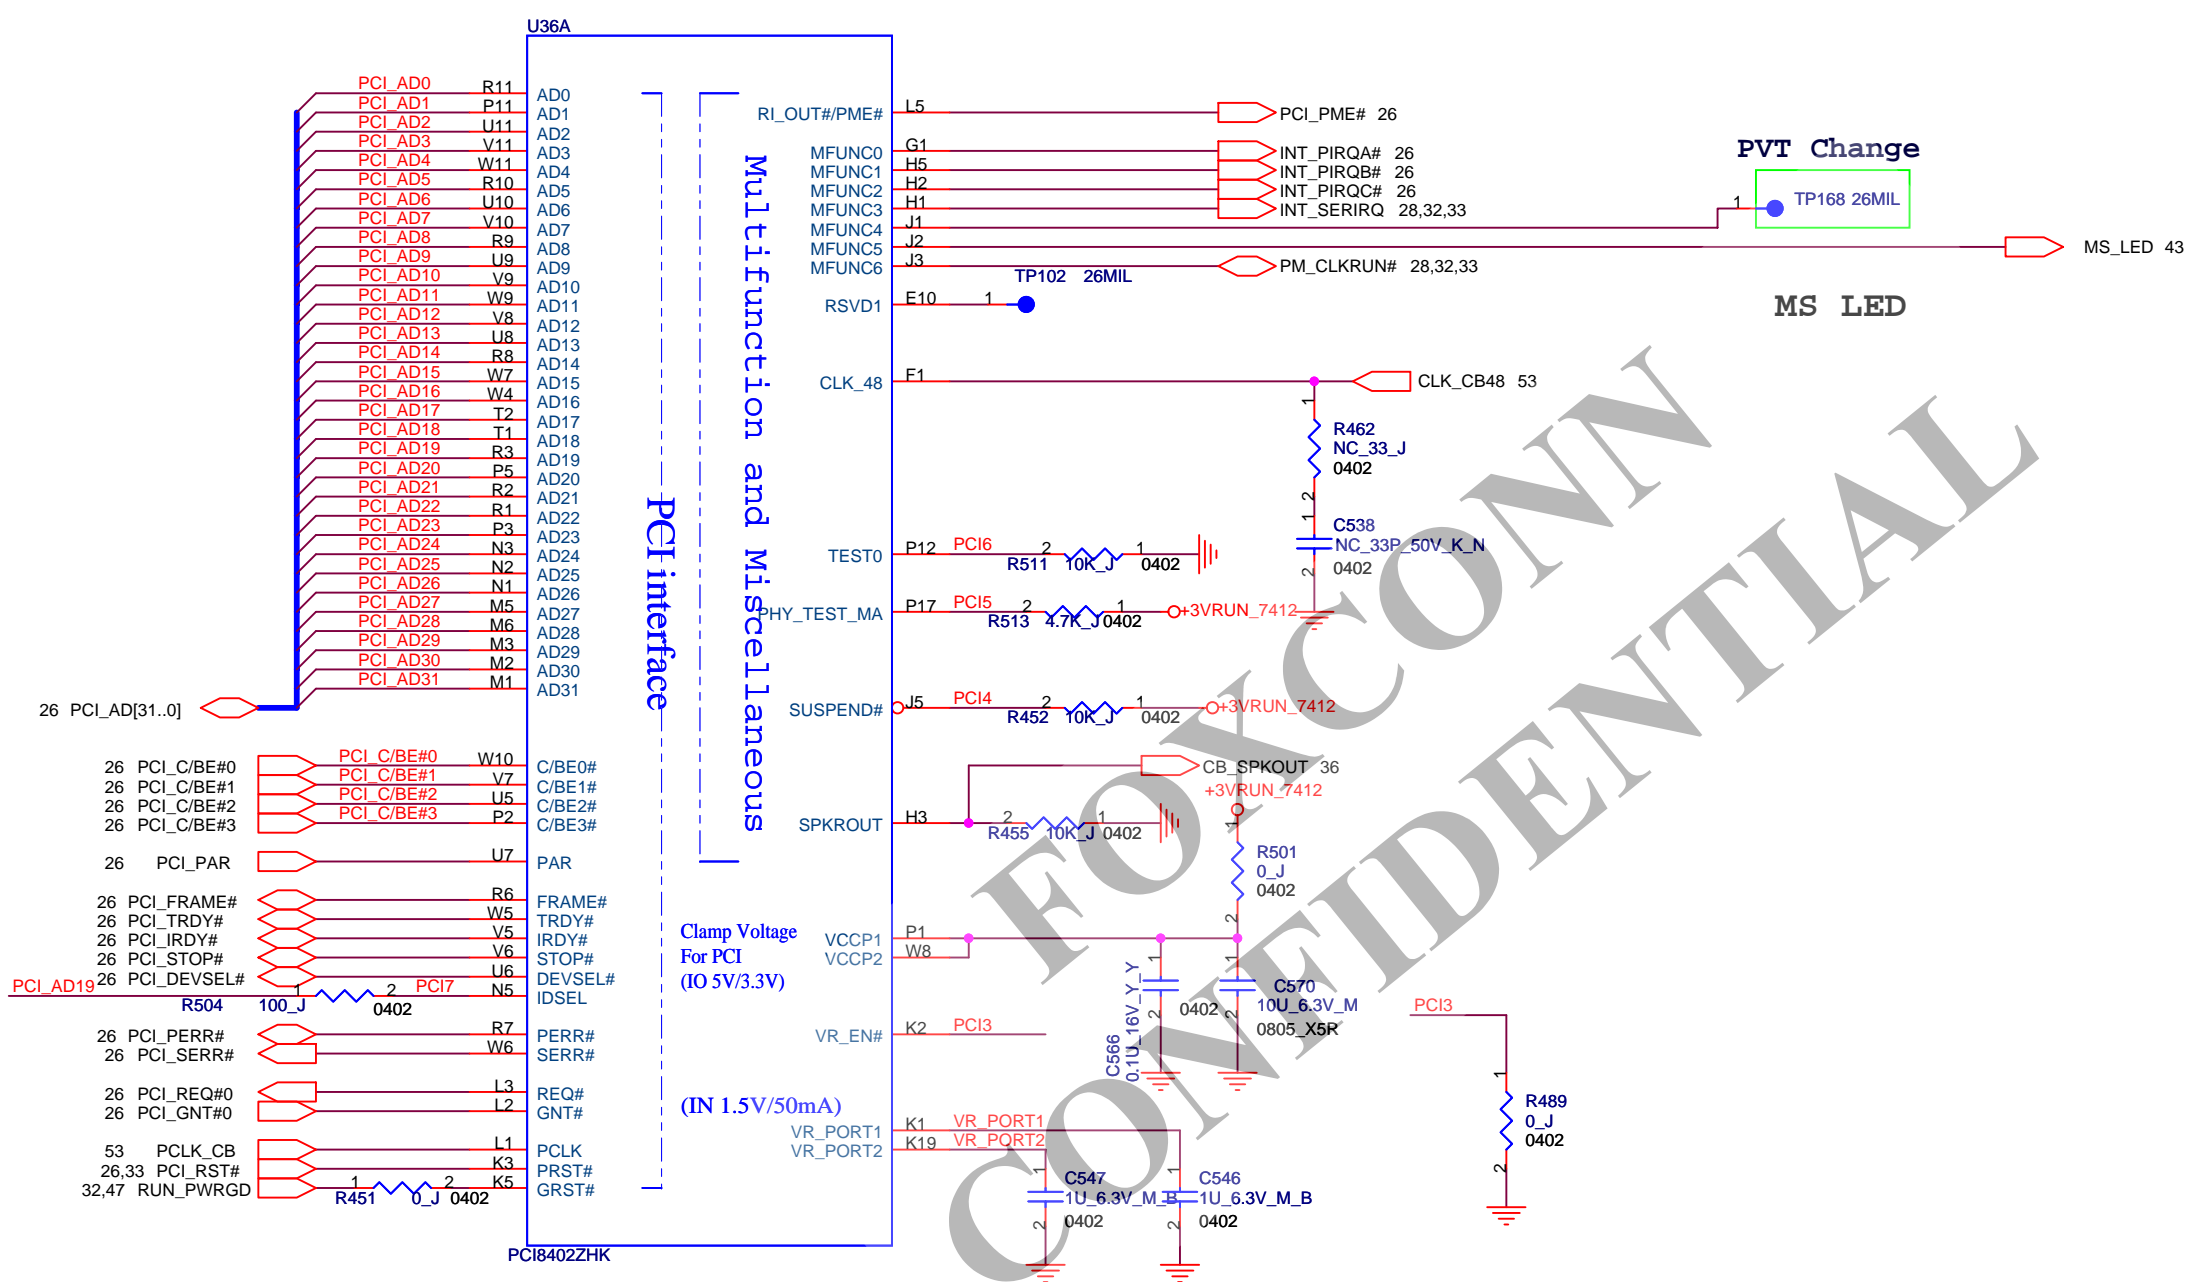 U36A
PCI_AD0 R11 AD0
PCI_AD1 P11 AD1
PCI_AD2 U11 AD2
PCI_AD3 V11 AD3
PCI_AD4 W11 AD4
PCI_AD5 R10 AD5
PCI_AD6 U10 AD6
PCI_AD7 V10 AD7
PCI_AD8 R9 AD8
PCI_AD9 U9 AD9
PCI_AD10 V9 AD10
PCI_AD11 W9 AD11
PCI_AD12 V8 AD12
PCI_AD13 U8 AD13
PCI_AD14 R8 AD14
PCI_AD15 W7 AD15
PCI_AD16 W4 AD16
PCI_AD17 T2 AD17
PCI_AD18 T1 AD18
PCI_AD19 R3 AD19
PCI_AD20 P5 AD20
PCI_AD21 R2 AD21
PCI_AD22 R1 AD22
PCI_AD23 P3 AD23
PCI_AD24 N3 AD24
PCI_AD25 N2 AD25
PCI_AD26 N1 AD26
PCI_AD27 M5 AD27
PCI_AD28 M6 AD28
PCI_AD29 M3 AD29
PCI_AD30 M2 AD30
PCI_AD31 M1 AD31
26 PCI_AD[31..0]
26 PCI_C/BE#0 PCI_C/BE#0 W10 C/BE0#
26 PCI_C/BE#1 PCI_C/BE#1 V7 C/BE1#
26 PCI_C/BE#2 PCI_C/BE#2 U5 C/BE2#
26 PCI_C/BE#3 PCI_C/BE#3 P2 C/BE3#
26 PCI_PAR U7 PAR
26 PCI_FRAME# R6 FRAME#
26 PCI_TRDY# W5 TRDY#
26 PCI_IRDY# V5 IRDY#
26 PCI_STOP# V6 STOP#
26 PCI_DEVSEL# U6 DEVSEL#
PCI_AD19 1 2 PCI7 N5 IDSEL
R504 100_J 0402
26 PCI_PERR# R7 PERR#
26 PCI_SERR# W6 SERR#
26 PCI_REQ#0 L3 REQ#
26 PCI_GNT#0 L2 GNT#
53 PCLK_CB L1 PCLK
26,33 PCI_RST# K3 PRST#
32,47 RUN_PWRGD 1 2 K5 GRST#
R451 0_J 0402
PCI8402ZHK
PCI interface
Multifunction and Miscellaneous
Clamp Voltage
For PCI
(IO 5V/3.3V)
(IN 1.5V/50mA)
RI_OUT#/PME# L5 PCI_PME# 26
MFUNC0 G1 INT_PIRQA# 26
MFUNC1 H5 INT_PIRQB# 26
MFUNC2 H2 INT_PIRQC# 26
MFUNC3 H1 INT_SERIRQ 28,32,33
MFUNC4 J1
MFUNC5 J2 MS_LED 43
MFUNC6 J3 PM_CLKRUN# 28,32,33
PVT Change
1 TP168 26MIL
MS LED
TP102 26MIL
RSVD1 E10 1
CLK_48 F1 CLK_CB48 53
1
R462
NC_33_J
0402
2
1
C538
NC_33P_50V_K_N
0402
2
TEST0 P12 PCI6 2 1
R511 10K_J 0402
PHY_TEST_MA P17 PCI5 2 1 +3VRUN_7412
R513 4.7K_J 0402
SUSPEND# J5 PCI4 2 1 +3VRUN_7412
R452 10K_J 0402
CB_SPKOUT 36
+3VRUN_7412
SPKROUT H3 2 1
R455 10K_J 0402
1
R501
0_J
0402
2
VCCP1 P1
VCCP2 W8
1 2
C566
0.1U_16V_Y_Y
0402
1 2
C570
10U_6.3V_M
0805_X5R
VR_EN# K2 PCI3
PCI3
1
R489
0_J
0402
2
VR_PORT1 K1 VR_PORT1
VR_PORT2 K19 VR_PORT2
1 2
C547
1U_6.3V_M_B
0402
1 2
C546
1U_6.3V_M_B
0402
FOXCONN
CONFIDENTIAL